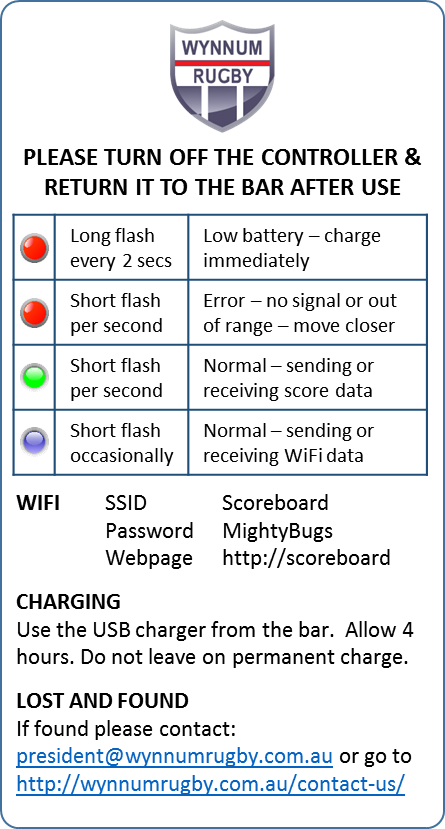 WYNNUM
RUGBY
PLEASE TURN OFF THE CONTROLLER &
RETURN IT TO THE BAR AFTER USE
Long flash
every 2 secs
Low battery – charge
immediately
Short flash
per second
Error – no signal or out
of range – move closer
Short flash
per second
Normal – sending or
receiving score data
Short flash
occasionally
Normal – sending or
receiving WiFi data
WIFI SSID Scoreboard
Password MightyBugs
Webpage http://scoreboard
CHARGING
Use the USB charger from the bar. Allow 4
hours. Do not leave on permanent charge.
LOST AND FOUND
If found please contact:
president@wynnumrugby.com.au or go to
http://wynnumrugby.com.au/contact-us/